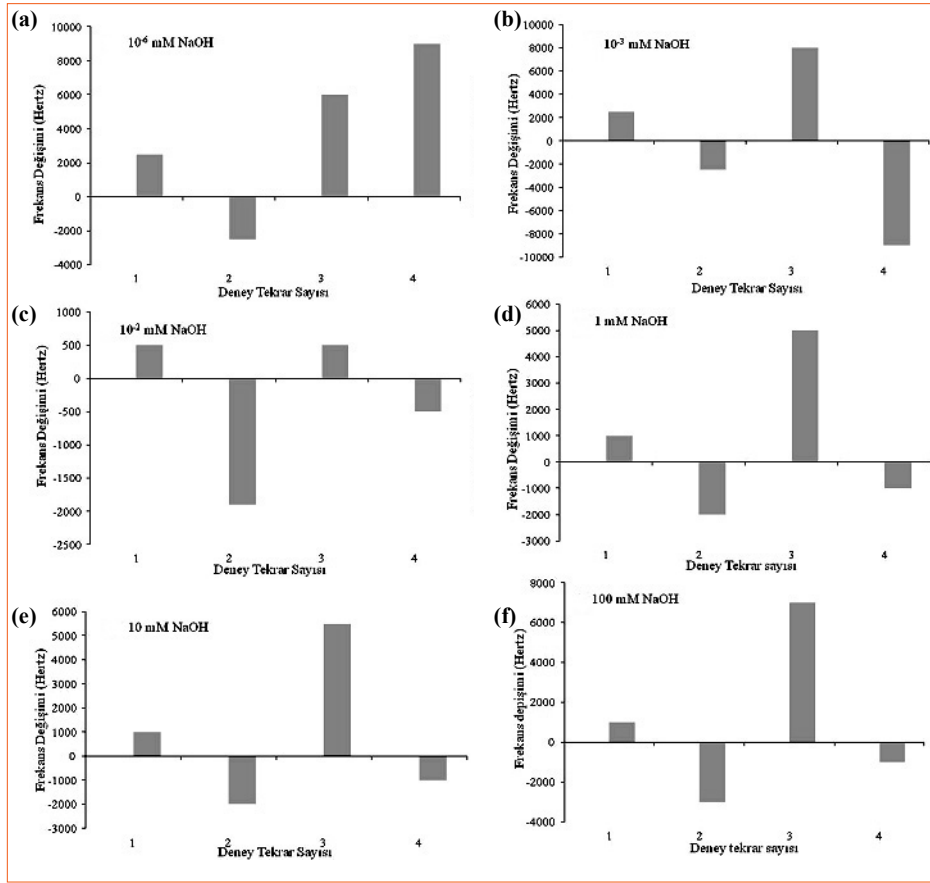 (a)
10⁻⁶ mM NaOH
Frekans Değişimi (Hertz)
10000
8000
6000
4000
2000
0
-2000
-4000
1 2 3 4
Deney Tekrar Sayısı
(b)
10⁻³ mM NaOH
Frekans Değişimi (Hertz)
10000
8000
6000
4000
2000
0
-2000
-4000
-6000
-8000
-10000
1 2 3 4
Deney Tekrar Sayısı
(c)
10⁻² mM NaOH
Frekans Değişimi (Hertz)
1000
500
0
-500
-1000
-1500
-2000
-2500
1 2 3 4
Deney Tekrar Sayısı
(d)
1 mM NaOH
Frekans Değişimi (Hertz)
6000
5000
4000
3000
2000
1000
0
-1000
-2000
-3000
1 2 3 4
Deney Tekrar sayısı
(e)
10 mM NaOH
Frekans Değişimi (Hertz)
6000
5000
4000
3000
2000
1000
0
-1000
-2000
-3000
1 2 3 4
Deney Tekrar Sayısı
(f)
100 mM NaOH
Frekans depişimi (Hertz)
8000
6000
4000
2000
0
-2000
-4000
1 2 3 4
Deney tekrar sayısı